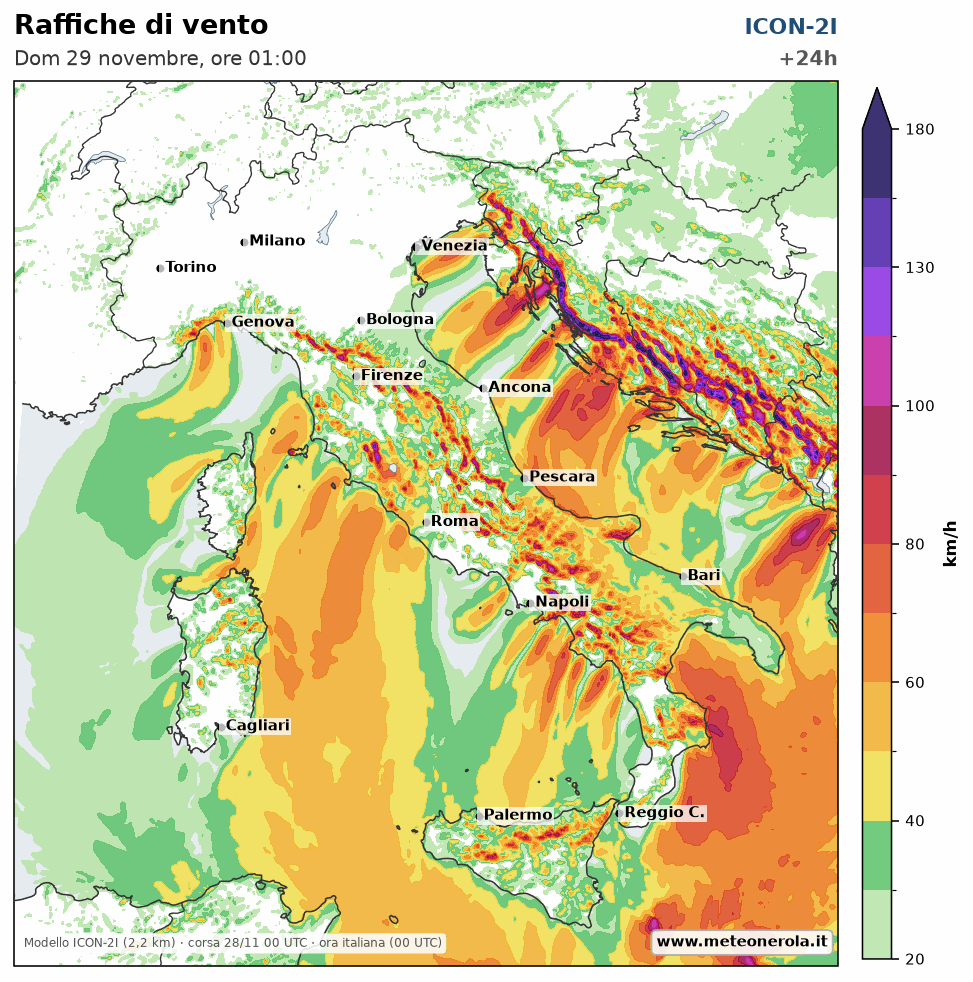 Raffiche di vento
ICON-2I
Dom 29 novembre, ore 01:00
+24h
180
130
100
80
60
40
20
km/h
Venezia
Milano
Torino
Genova
Bologna
Firenze
Ancona
Pescara
Roma
Bari
Napoli
Cagliari
Palermo
Reggio C.
Modello ICON-2I (2,2 km) · corsa 28/11 00 UTC · ora italiana (00 UTC)
www.meteonerola.it